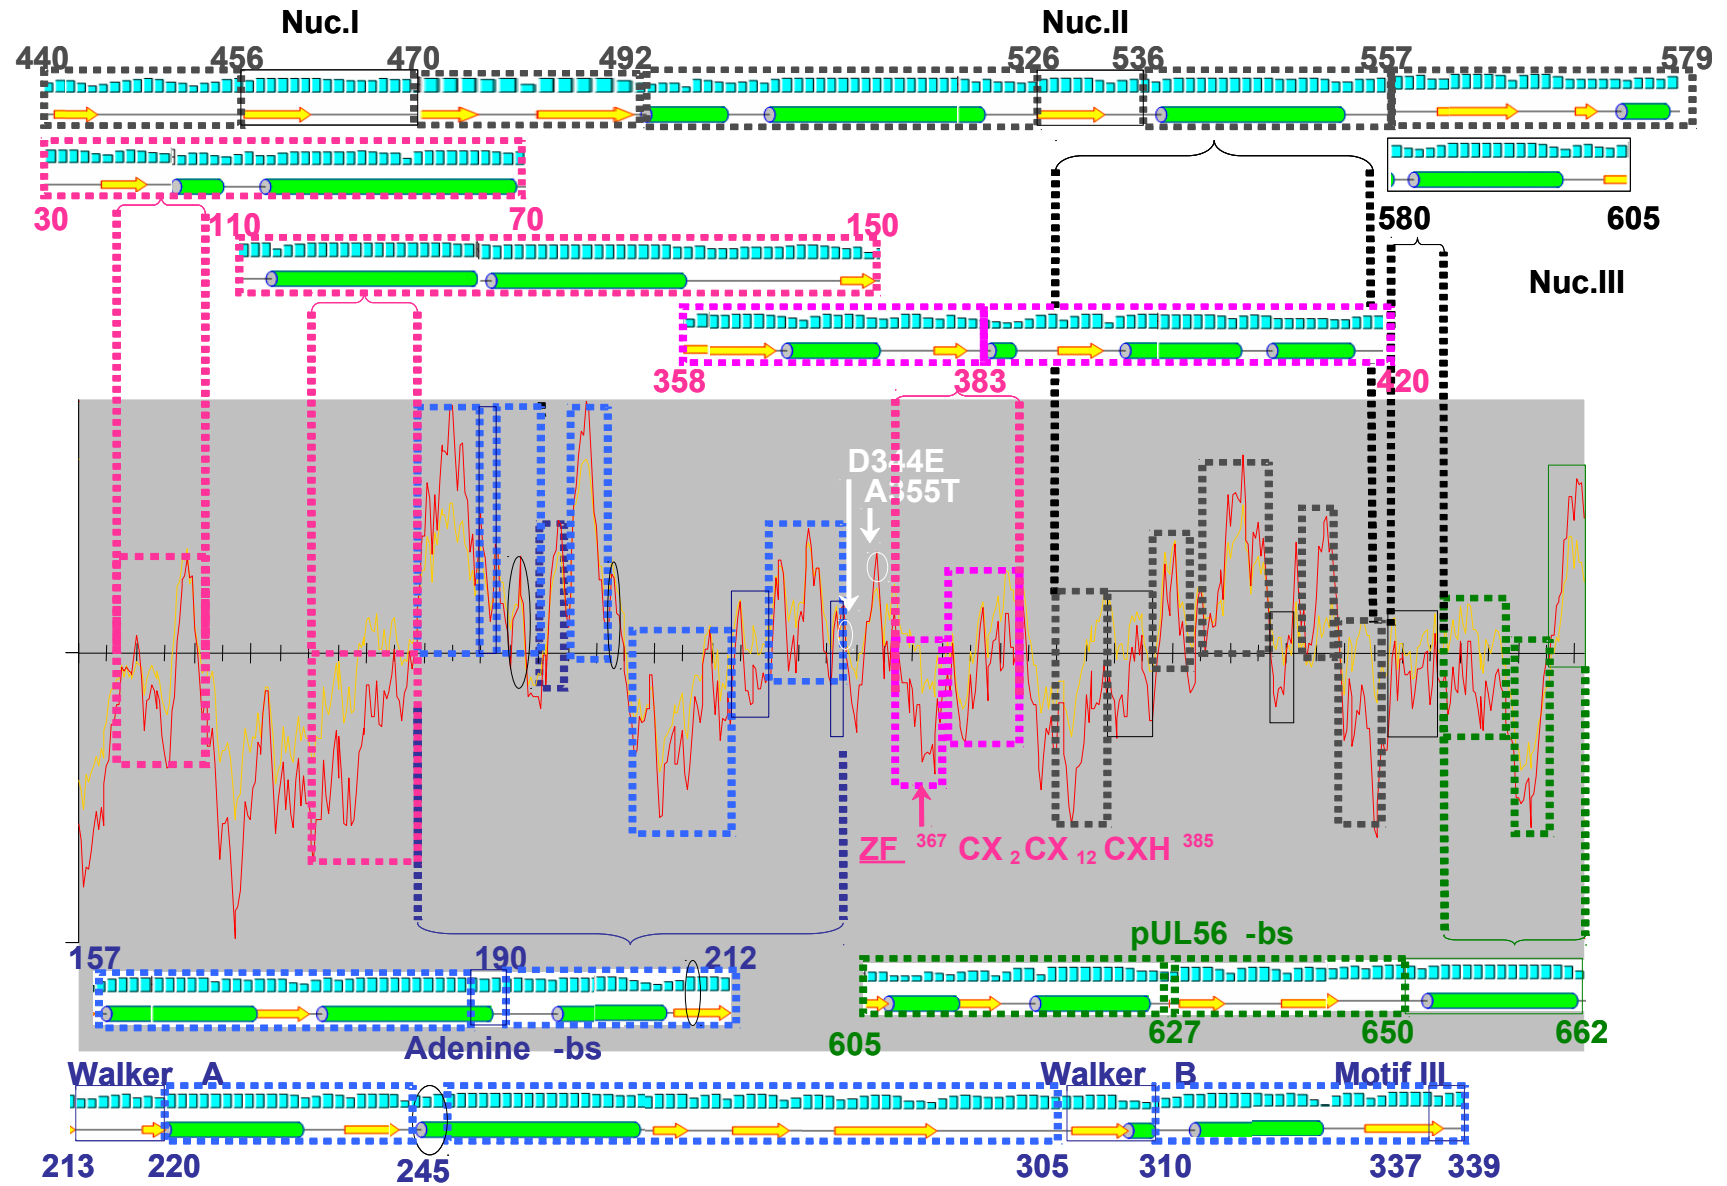 Nuc.I Nuc.II
440 456 470 492 526 536 557 579
30 110 70 150 580 605
Nuc.III
358 383 420
D344E
A355T
ZF 367 CX 2 CX 12 CXH 385
pUL56 -bs
157 190 212
605 627 650 662
Adenine -bs
Walker A Walker B Motif III
213 220 245 305 310 337 339